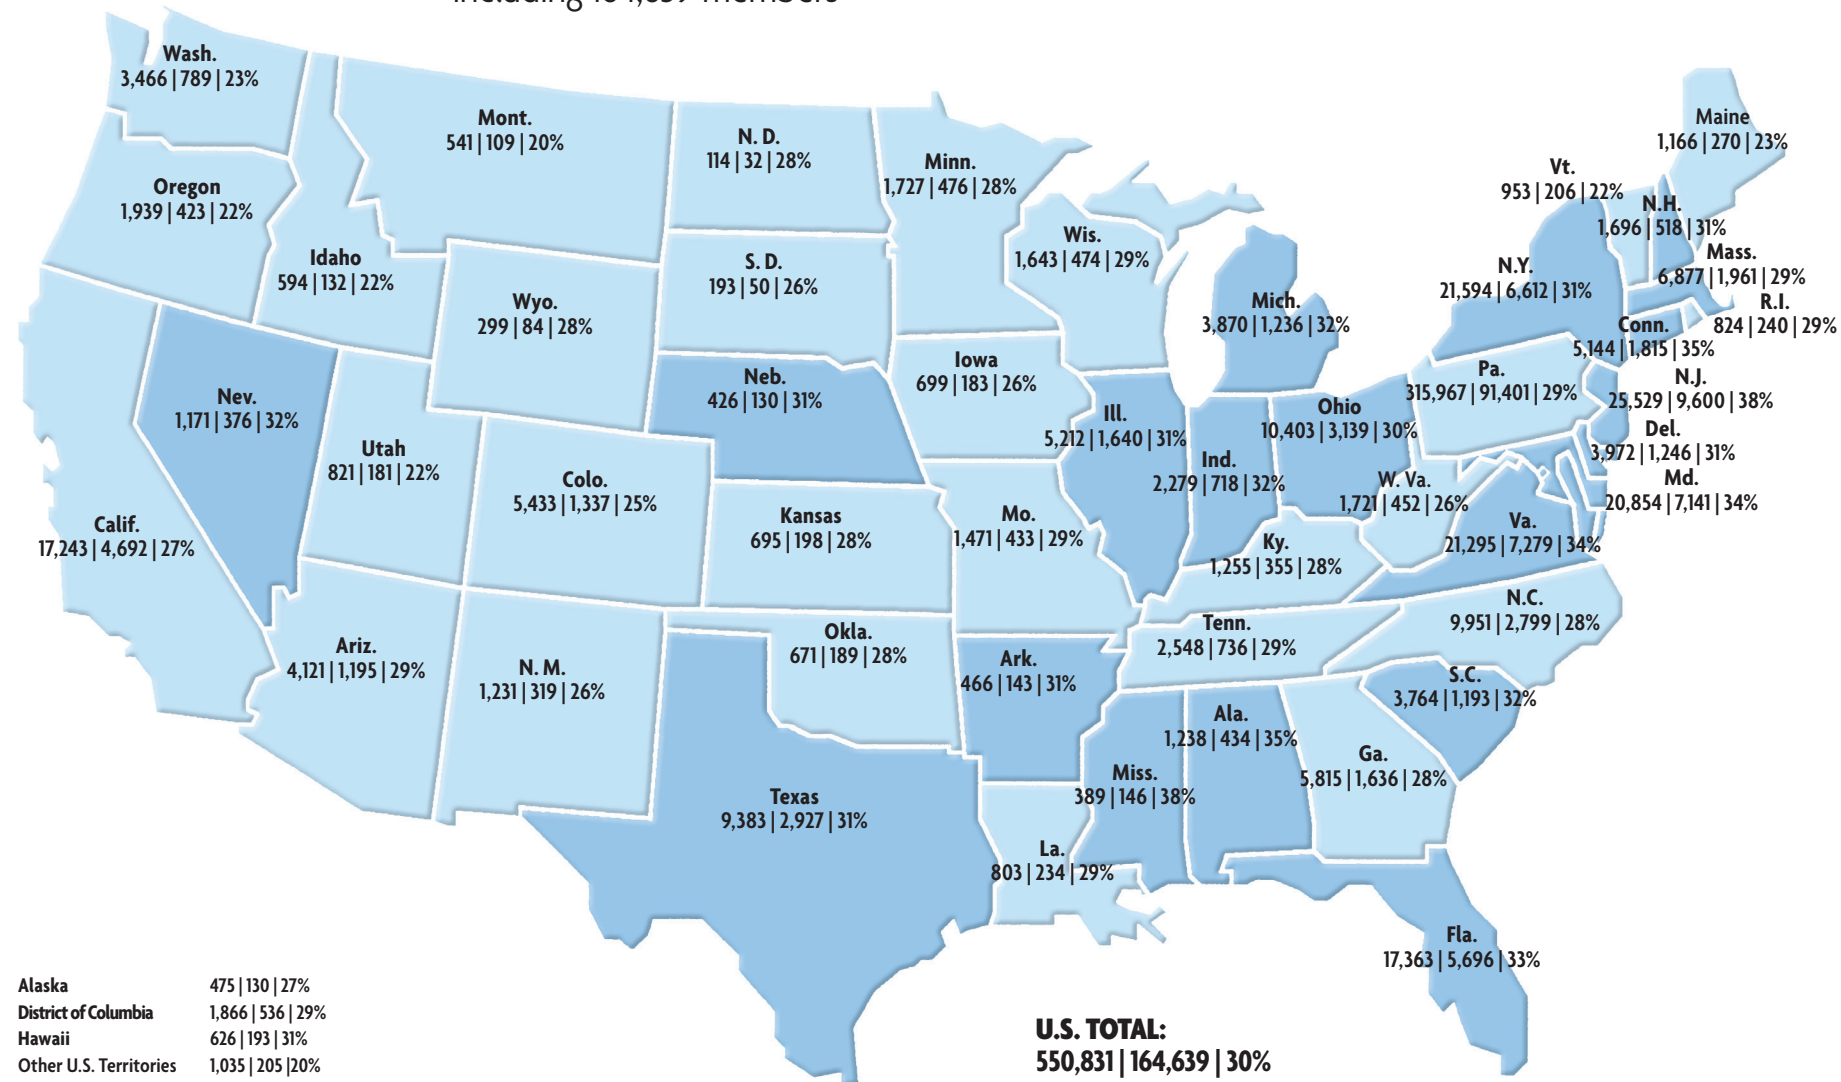 including 164,639 members
Wash.
3,466 | 789 | 23%
Mont.
541 | 109 | 20%
N. D.
114 | 32 | 28%
Minn.
1,727 | 476 | 28%
Maine
1,166 | 270 | 23%
Vt.
953 | 206 | 22%
N.H.
1,696 | 518 | 31%
Oregon
1,939 | 423 | 22%
Idaho
594 | 132 | 22%
Wyo.
299 | 84 | 28%
S. D.
193 | 50 | 26%
Wis.
1,643 | 474 | 29%
Mich.
3,870 | 1,236 | 32%
N.Y.
21,594 | 6,612 | 31%
Mass.
6,877 | 1,961 | 29%
R.I.
824 | 240 | 29%
Conn.
5,144 | 1,815 | 35%
Nev.
1,171 | 376 | 32%
Neb.
426 | 130 | 31%
Iowa
699 | 183 | 26%
Pa.
315,967 | 91,401 | 29%
N.J.
25,529 | 9,600 | 38%
Ill.
5,212 | 1,640 | 31%
Ohio
10,403 | 3,139 | 30%
Del.
3,972 | 1,246 | 31%
Utah
821 | 181 | 22%
Colo.
5,433 | 1,337 | 25%
Ind.
2,279 | 718 | 32%
W. Va.
1,721 | 452 | 26%
Md.
20,854 | 7,141 | 34%
Calif.
17,243 | 4,692 | 27%
Kansas
695 | 198 | 28%
Mo.
1,471 | 433 | 29%
Ky.
1,255 | 355 | 28%
Va.
21,295 | 7,279 | 34%
Ariz.
4,121 | 1,195 | 29%
N. M.
1,231 | 319 | 26%
Okla.
671 | 189 | 28%
Ark.
466 | 143 | 31%
Tenn.
2,548 | 736 | 29%
N.C.
9,951 | 2,799 | 28%
S.C.
3,764 | 1,193 | 32%
Texas
9,383 | 2,927 | 31%
Miss.
389 | 146 | 38%
Ala.
1,238 | 434 | 35%
Ga.
5,815 | 1,636 | 28%
La.
803 | 234 | 29%
Fla.
17,363 | 5,696 | 33%
Alaska 475 | 130 | 27%
District of Columbia 1,866 | 536 | 29%
Hawaii 626 | 193 | 31%
Other U.S. Territories 1,035 | 205 |20%
U.S. TOTAL:
550,831 | 164,639 | 30%